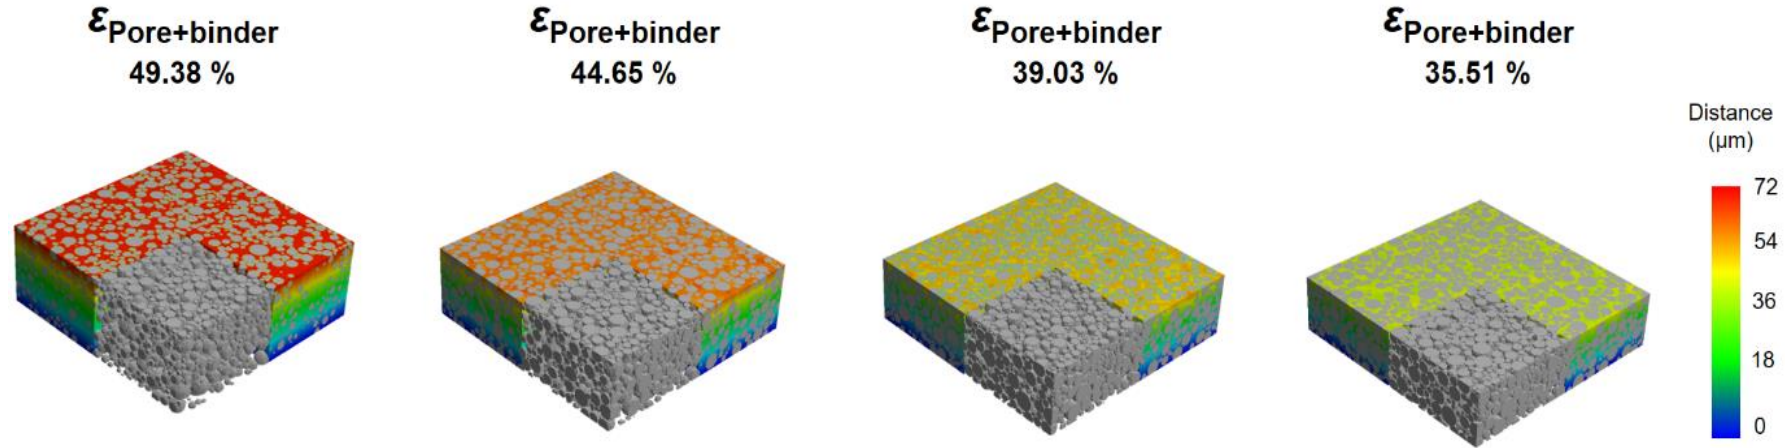 εPore+binder
49.38 %
εPore+binder
44.65 %
εPore+binder
39.03 %
εPore+binder
35.51 %
Distance
(μm)
72
54
36
18
0